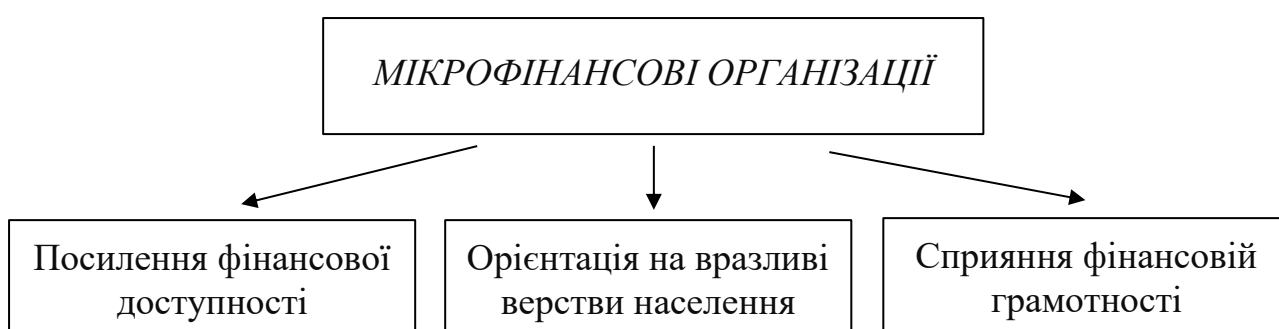 МІКРОФІНАНСОВІ ОРГАНІЗАЦІЇ
Посилення фінансової
доступності
Орієнтація на вразливі
верстви населення
Сприяння фінансовій
грамотності